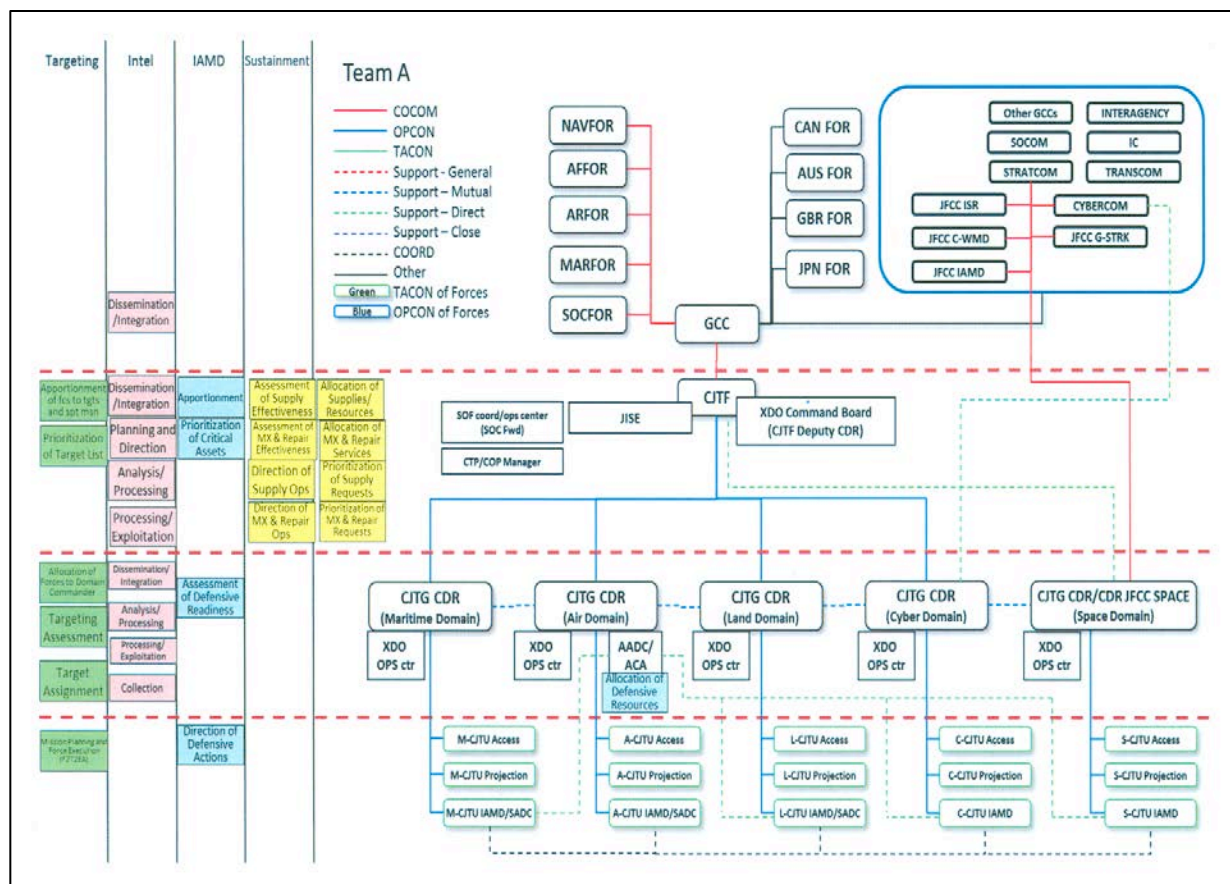 Targeting
Intel
IAMD
Sustainment
Team A
COCOM
OPCON
TACON
Support - General
Support – Mutual
Support – Direct
Support – Close
COORD
Other
Green TACON of Forces
Blue OPCON of Forces
NAVFOR
AFFOR
ARFOR
MARFOR
SOCFOR
CAN FOR
AUS FOR
GBR FOR
JPN FOR
GCC
Other GCCs
INTERAGENCY
SOCOM
IC
STRATCOM
TRANSCOM
JFCC ISR
CYBERCOM
JFCC C-WMD
JFCC G-STRK
JFCC IAMD
Dissemination
/Integration
Apportionment
of fcs to tgts
and spt msn
Dissemination
/Integration
Apportionment
Assessment
of Supply
Effectiveness
Allocation of
Supplies/
Resources
Prioritization
of Target List
Planning and
Direction
Prioritization
of Critical
Assets
Assessment of
MX & Repair
Effectiveness
Allocation of
MX & Repair
Services
Analysis/
Processing
Direction of
Supply Ops
Prioritization
of Supply
Requests
Processing/
Exploitation
Direction of
MX & Repair
Ops
Prioritization of
MX & Repair
Requests
CJTF
SOF coord/ops center
(SOC Fwd)
JISE
XDO Command Board
(CJTF Deputy CDR)
CTP/COP Manager
Allocation of
Forces to Domain
Commander
Dissemination/
Integration
Assessment
of Defensive
Readiness
Targeting
Assessment
Analysis/
Processing
Processing/
Exploitation
Target
Assignment
Collection
CJTG CDR
(Maritime Domain)
CJTG CDR
(Air Domain)
CJTG CDR
(Land Domain)
CJTG CDR
(Cyber Domain)
CJTG CDR/CDR JFCC SPACE
(Space Domain)
XDO
OPS ctr
XDO
OPS ctr
AADC/
ACA
Allocation of
Defensive
Resources
XDO
OPS ctr
XDO
OPS ctr
XDO
OPS ctr
Mission Planning and
Force Execution
(F2T2EA)
Direction of
Defensive
Actions
M-CJTU Access
A-CJTU Access
L-CJTU Access
C-CJTU Access
S-CJTU Access
M-CJTU Projection
A-CJTU Projection
L-CJTU Projection
C-CJTU Projection
S-CJTU Projection
M-CJTU IAMD/SADC
A-CJTU IAMD/SADC
L-CJTU IAMD/SADC
C-CJTU IAMD
S-CJTU IAMD